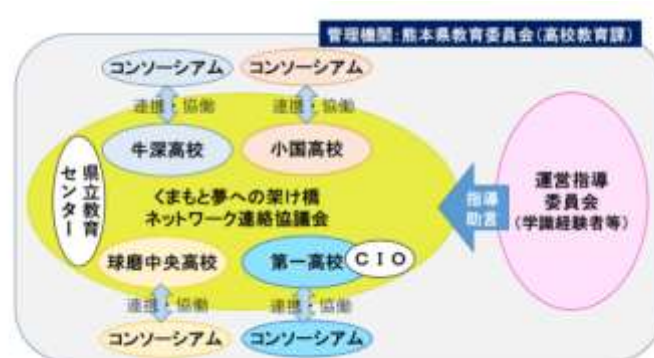 管理機関:熊本県教育委員会(高校教育課)
コンソーシアム
コンソーシアム
連携・協働
連携・協働
牛深高校
小国高校
県立教育
センター
くまもと夢への架け橋
ネットワーク連絡協議会
指導
助言
運営指導
委員会
(学識経験者等)
球磨中央高校
第一高校
CIO
連携・協働
連携・協働
コンソーシアム
コンソーシアム